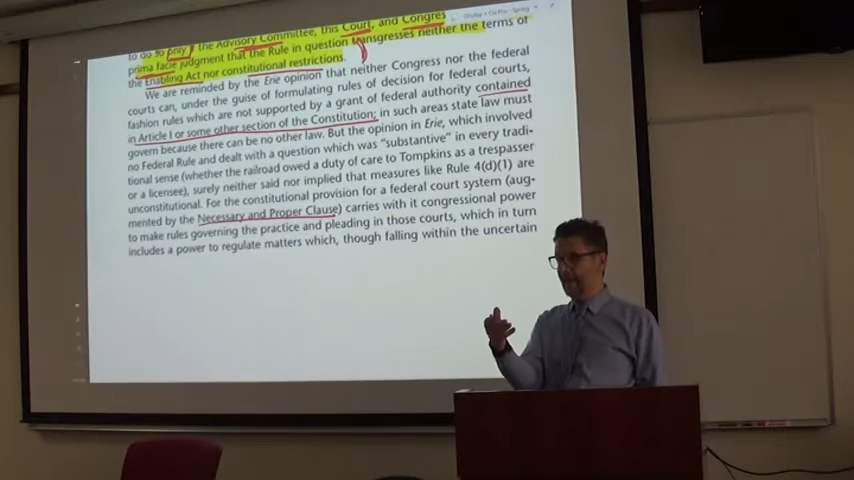 Civ Pro - Spring
to do so only if the Advisory Committee, this Court, and Congres
prima facie judgment that the Rule in question transgresses neither the terms of
the Enabling Act nor constitutional restrictions.
We are reminded by the Erie opinion that neither Congress nor the federal
courts can, under the guise of formulating rules of decision for federal courts,
fashion rules which are not supported by a grant of federal authority contained
in Article I or some other section of the Constitution; in such areas state law must
govern because there can be no other law. But the opinion in Erie, which involved
no Federal Rule and dealt with a question which was "substantive" in every tradi-
tional sense (whether the railroad owed a duty of care to Tompkins as a trespasser
or a licensee), surely neither said nor implied that measures like Rule 4(d)(1) are
unconstitutional. For the constitutional provision for a federal court system (aug-
mented by the Necessary and Proper Clause) carries with it congressional power
to make rules governing the practice and pleading in those courts, which in turn
includes a power to regulate matters which, though falling within the uncertain